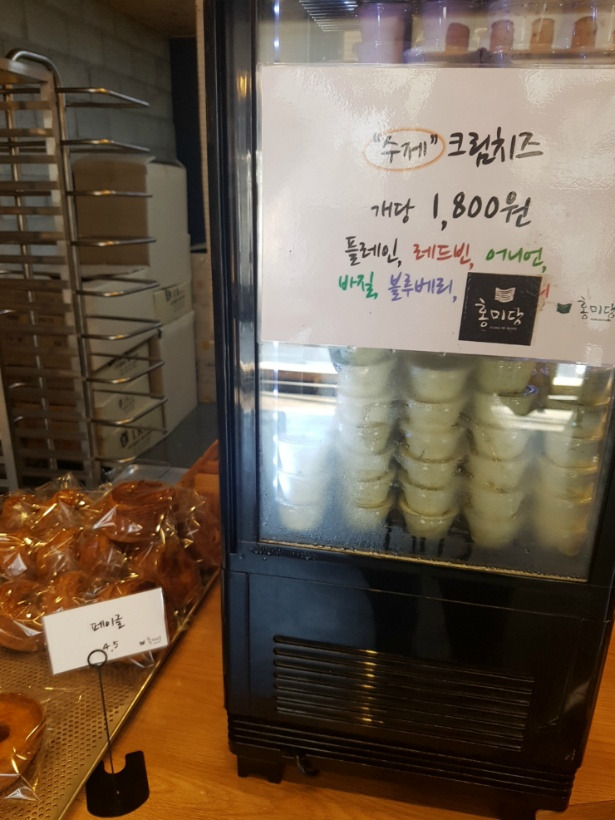 "수제" 크림치즈
개당 1,800원
플레인, 레드빈, 어니언,
바질, 블루베리,
홍미당
홍미당
페이글
4.5